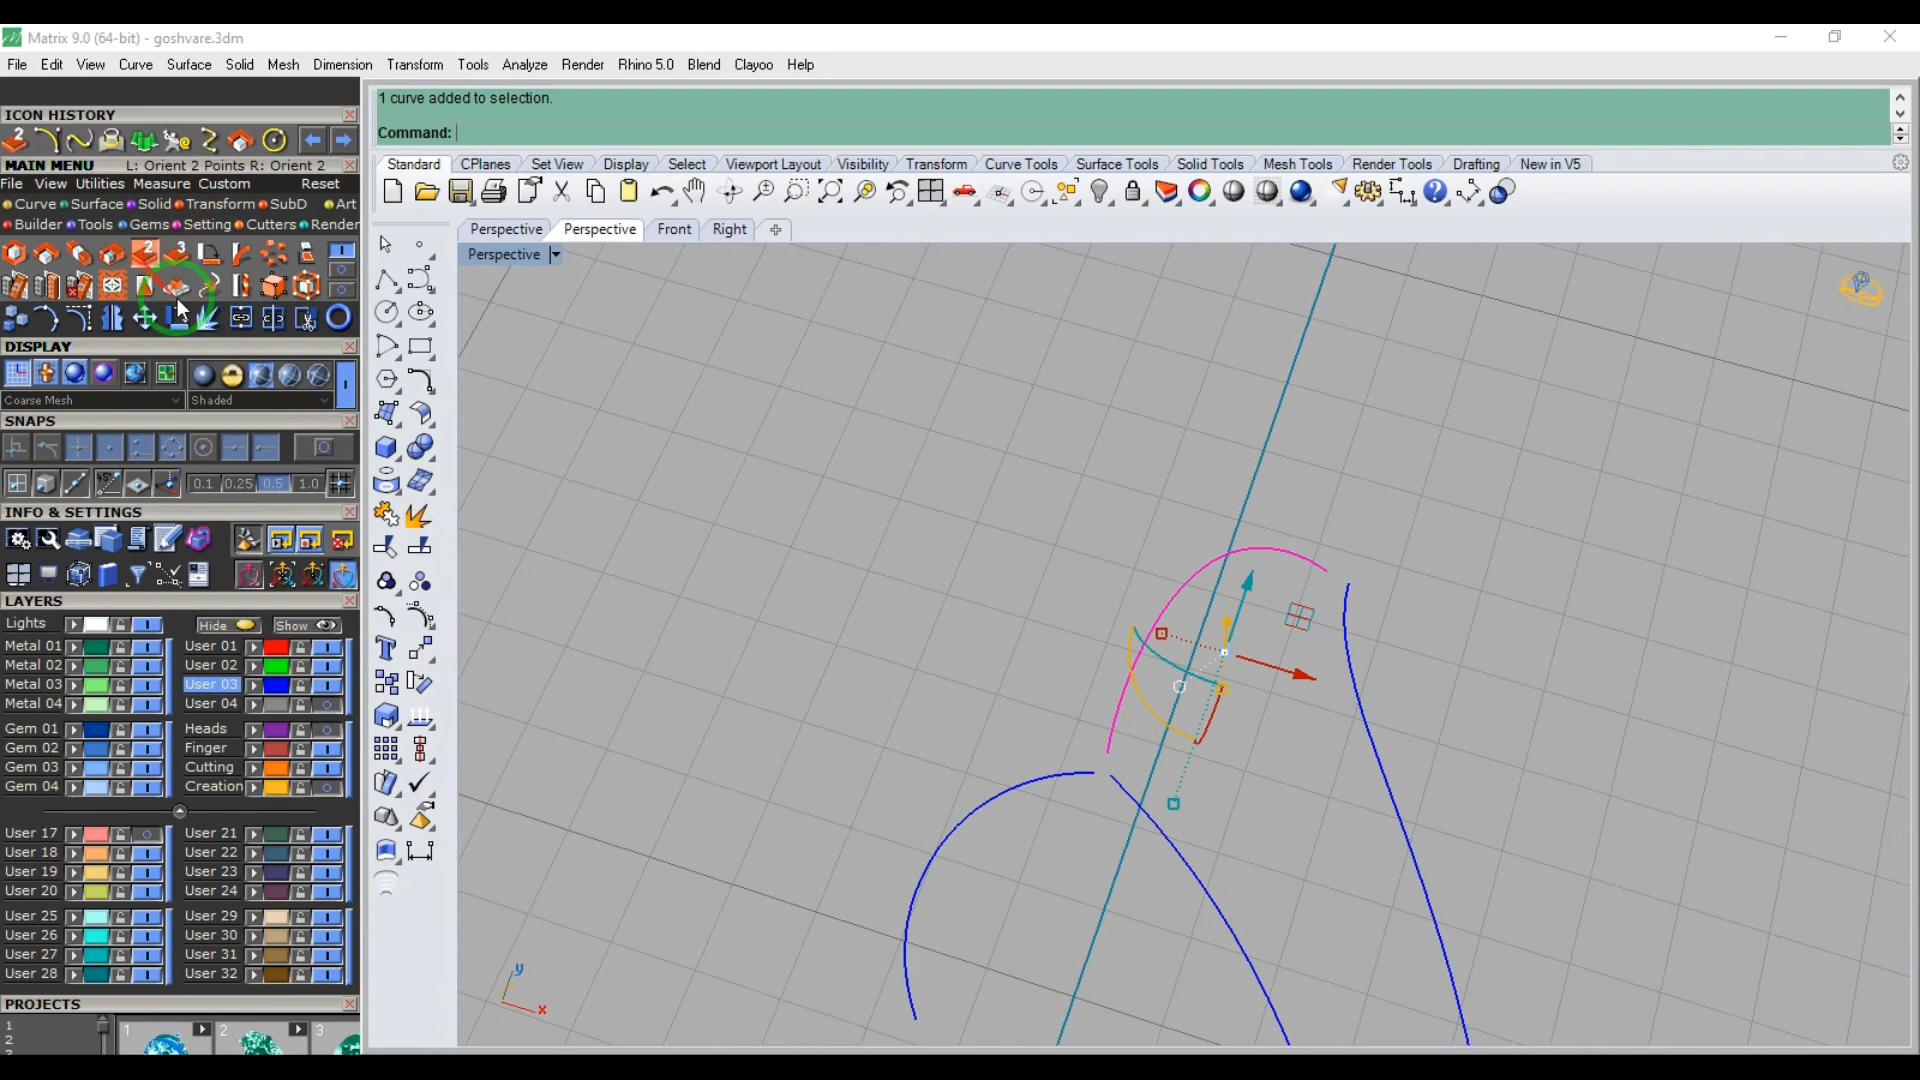 Matrix 9.0 (64-bit) - goshvare.3dm
File Edit View Curve Surface Solid Mesh Dimension Transform Tools Analyze Render Rhino 5.0 Blend Clayoo Help
ICON HISTORY
1 curve added to selection.
Command:
MAIN MENU L: Orient 2 Points R: Orient 2
File View Utilities Measure Custom Reset
Curve Surface Solid Transform SubD Art
Builder Tools Gems Setting Cutters Render
Standard CPlanes Set View Display Select Viewport Layout Visibility Transform Curve Tools Surface Tools Solid Tools Mesh Tools Render Tools Drafting New in V5
Perspective Perspective Front Right
Perspective
2 3
DISPLAY
Coarse Mesh Shaded
SNAPS
0.1 0.25 0.5 1.0
INFO & SETTINGS
LAYERS
Lights Hide Show
Metal 01 User 01
Metal 02 User 02
Metal 03 User 03
Metal 04 User 04
Gem 01 Heads
Gem 02 Finger
Gem 03 Cutting
Gem 04 Creation
User 17 User 21
User 18 User 22
User 19 User 23
User 20 User 24
User 25 User 29
User 26 User 30
User 27 User 31
User 28 User 32
PROJECTS
1 1 2 3
2
y
x